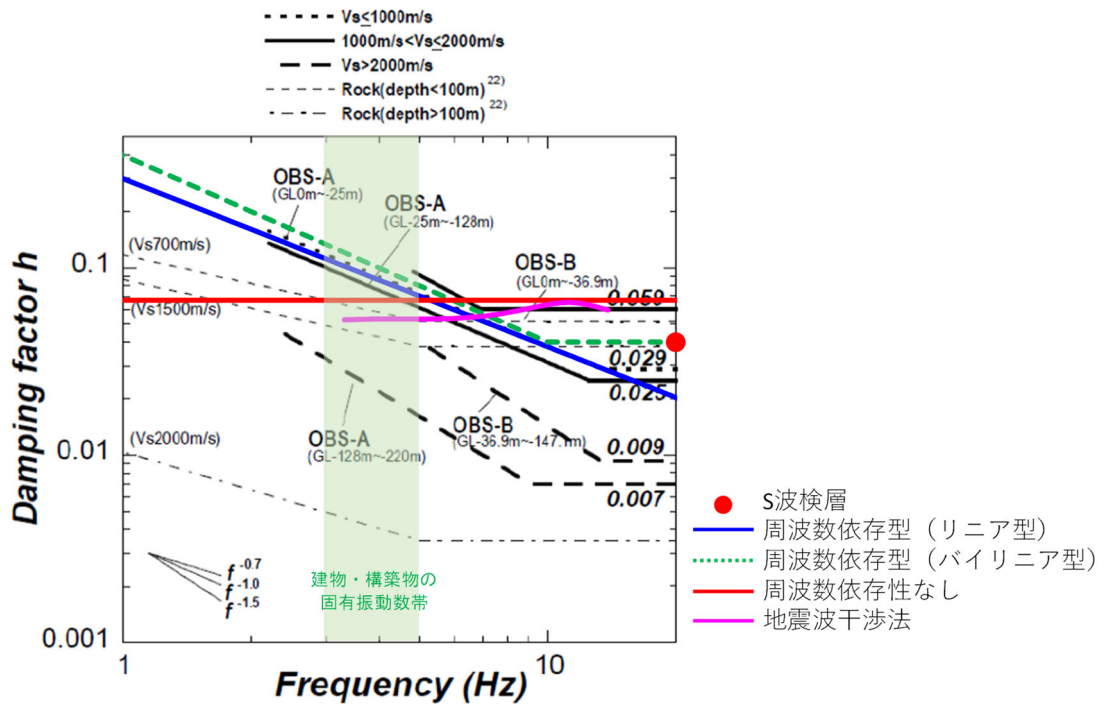 Vs≤1000m/s
1000m/s<Vs≤2000m/s
Vs>2000m/s
Rock(depth<100m) 22)
Rock(depth>100m) 22)
OBS-A
(GL0m~-25m)
OBS-A
(GL-25m~-128m)
(Vs700m/s)
OBS-B
(GL0m~-36.9m)
0.1
0.059
(Vs1500m/s)
0.029
0.025
OBS-B
(GL-36.9m~-147.1m)
OBS-A
(GL-128m~-220m)
(Vs2000m/s)
0.01
0.009
0.007
Damping factor h
f -0.7
f -1.0
f -1.5
建物・構築物の
固有振動数帯
0.001
1
10
Frequency (Hz)
S波検層
周波数依存型（リニア型）
周波数依存型（バイリニア型）
周波数依存性なし
地震波干渉法